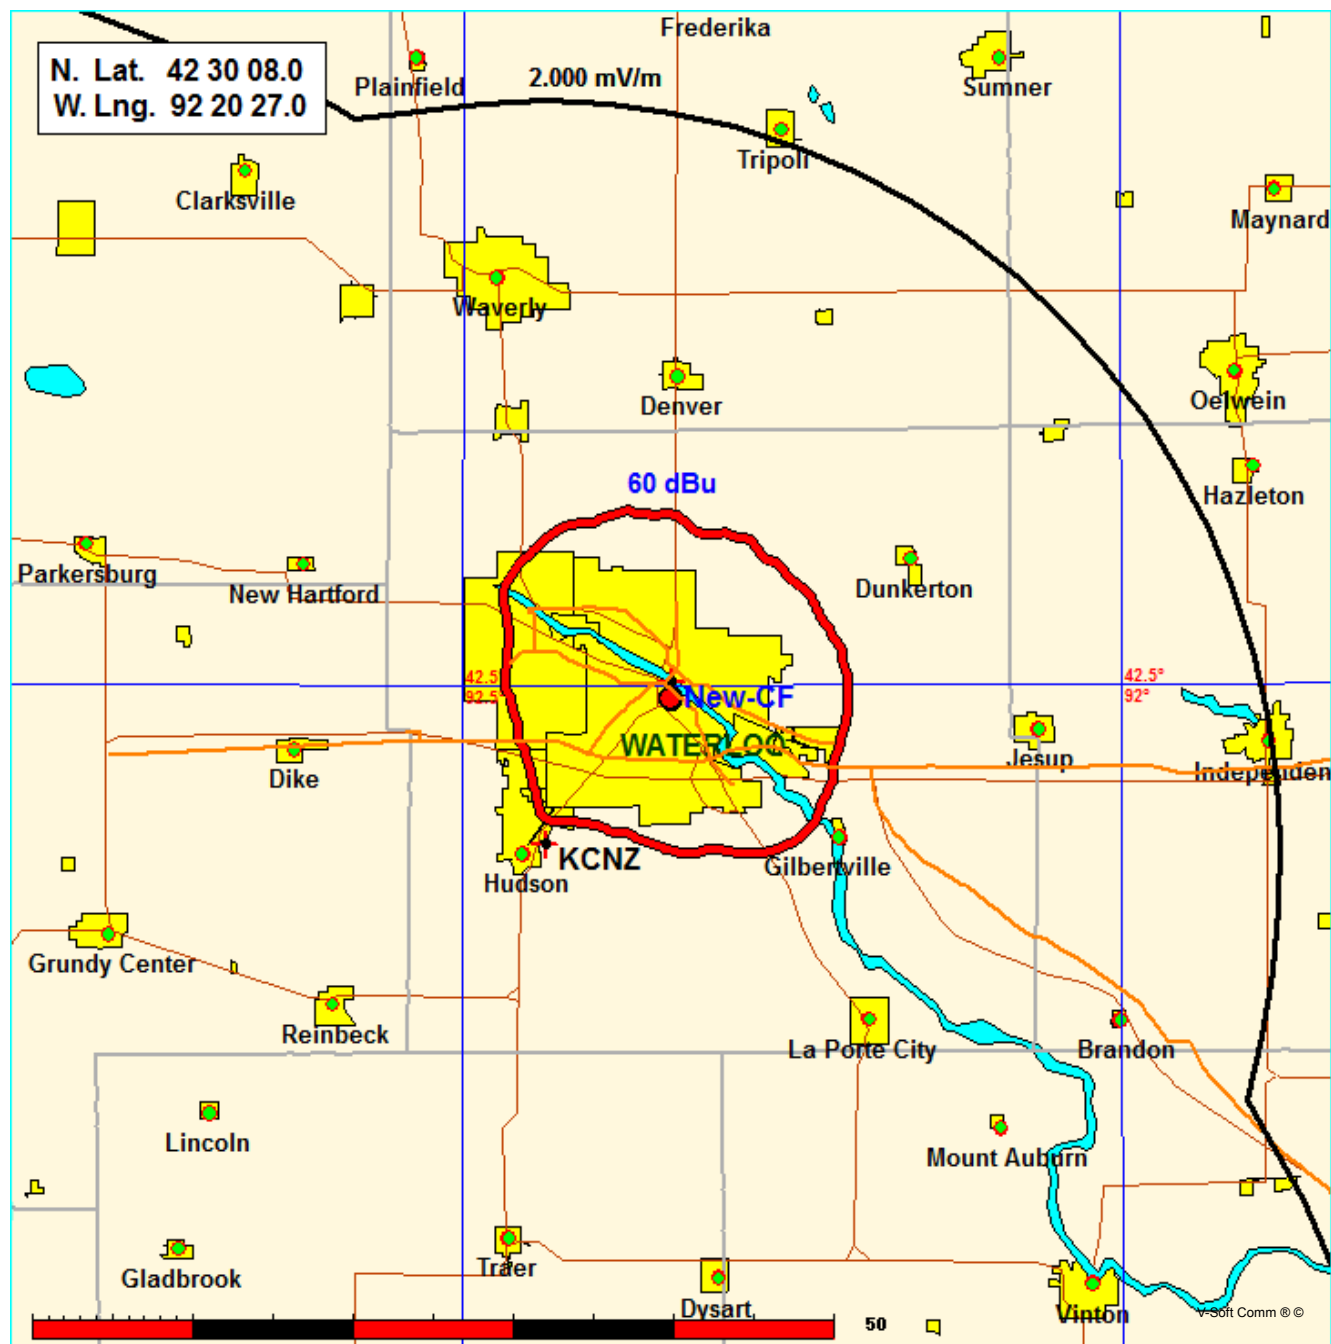 Frederika
N. Lat. 42 30 08.0
W. Lng. 92 20 27.0
Plainfield
2.000 mV/m
Sumner
Tripoli
Clarksville
Maynard
Waverly
Denver
Oelwein
60 dBu
Hazleton
Parkersburg
New Hartford
Dunkerton
42.5°
92.5°
42.5°
92°
New-CF
WATERLOO
Dike
Jesup
Independen
KCNZ
Hudson
Gilbertville
Grundy Center
Reinbeck
La Porte City
Brandon
Lincoln
Mount Auburn
Gladbrook
Traer
Dysart
Vinton
V-Soft Comm ® ©
50